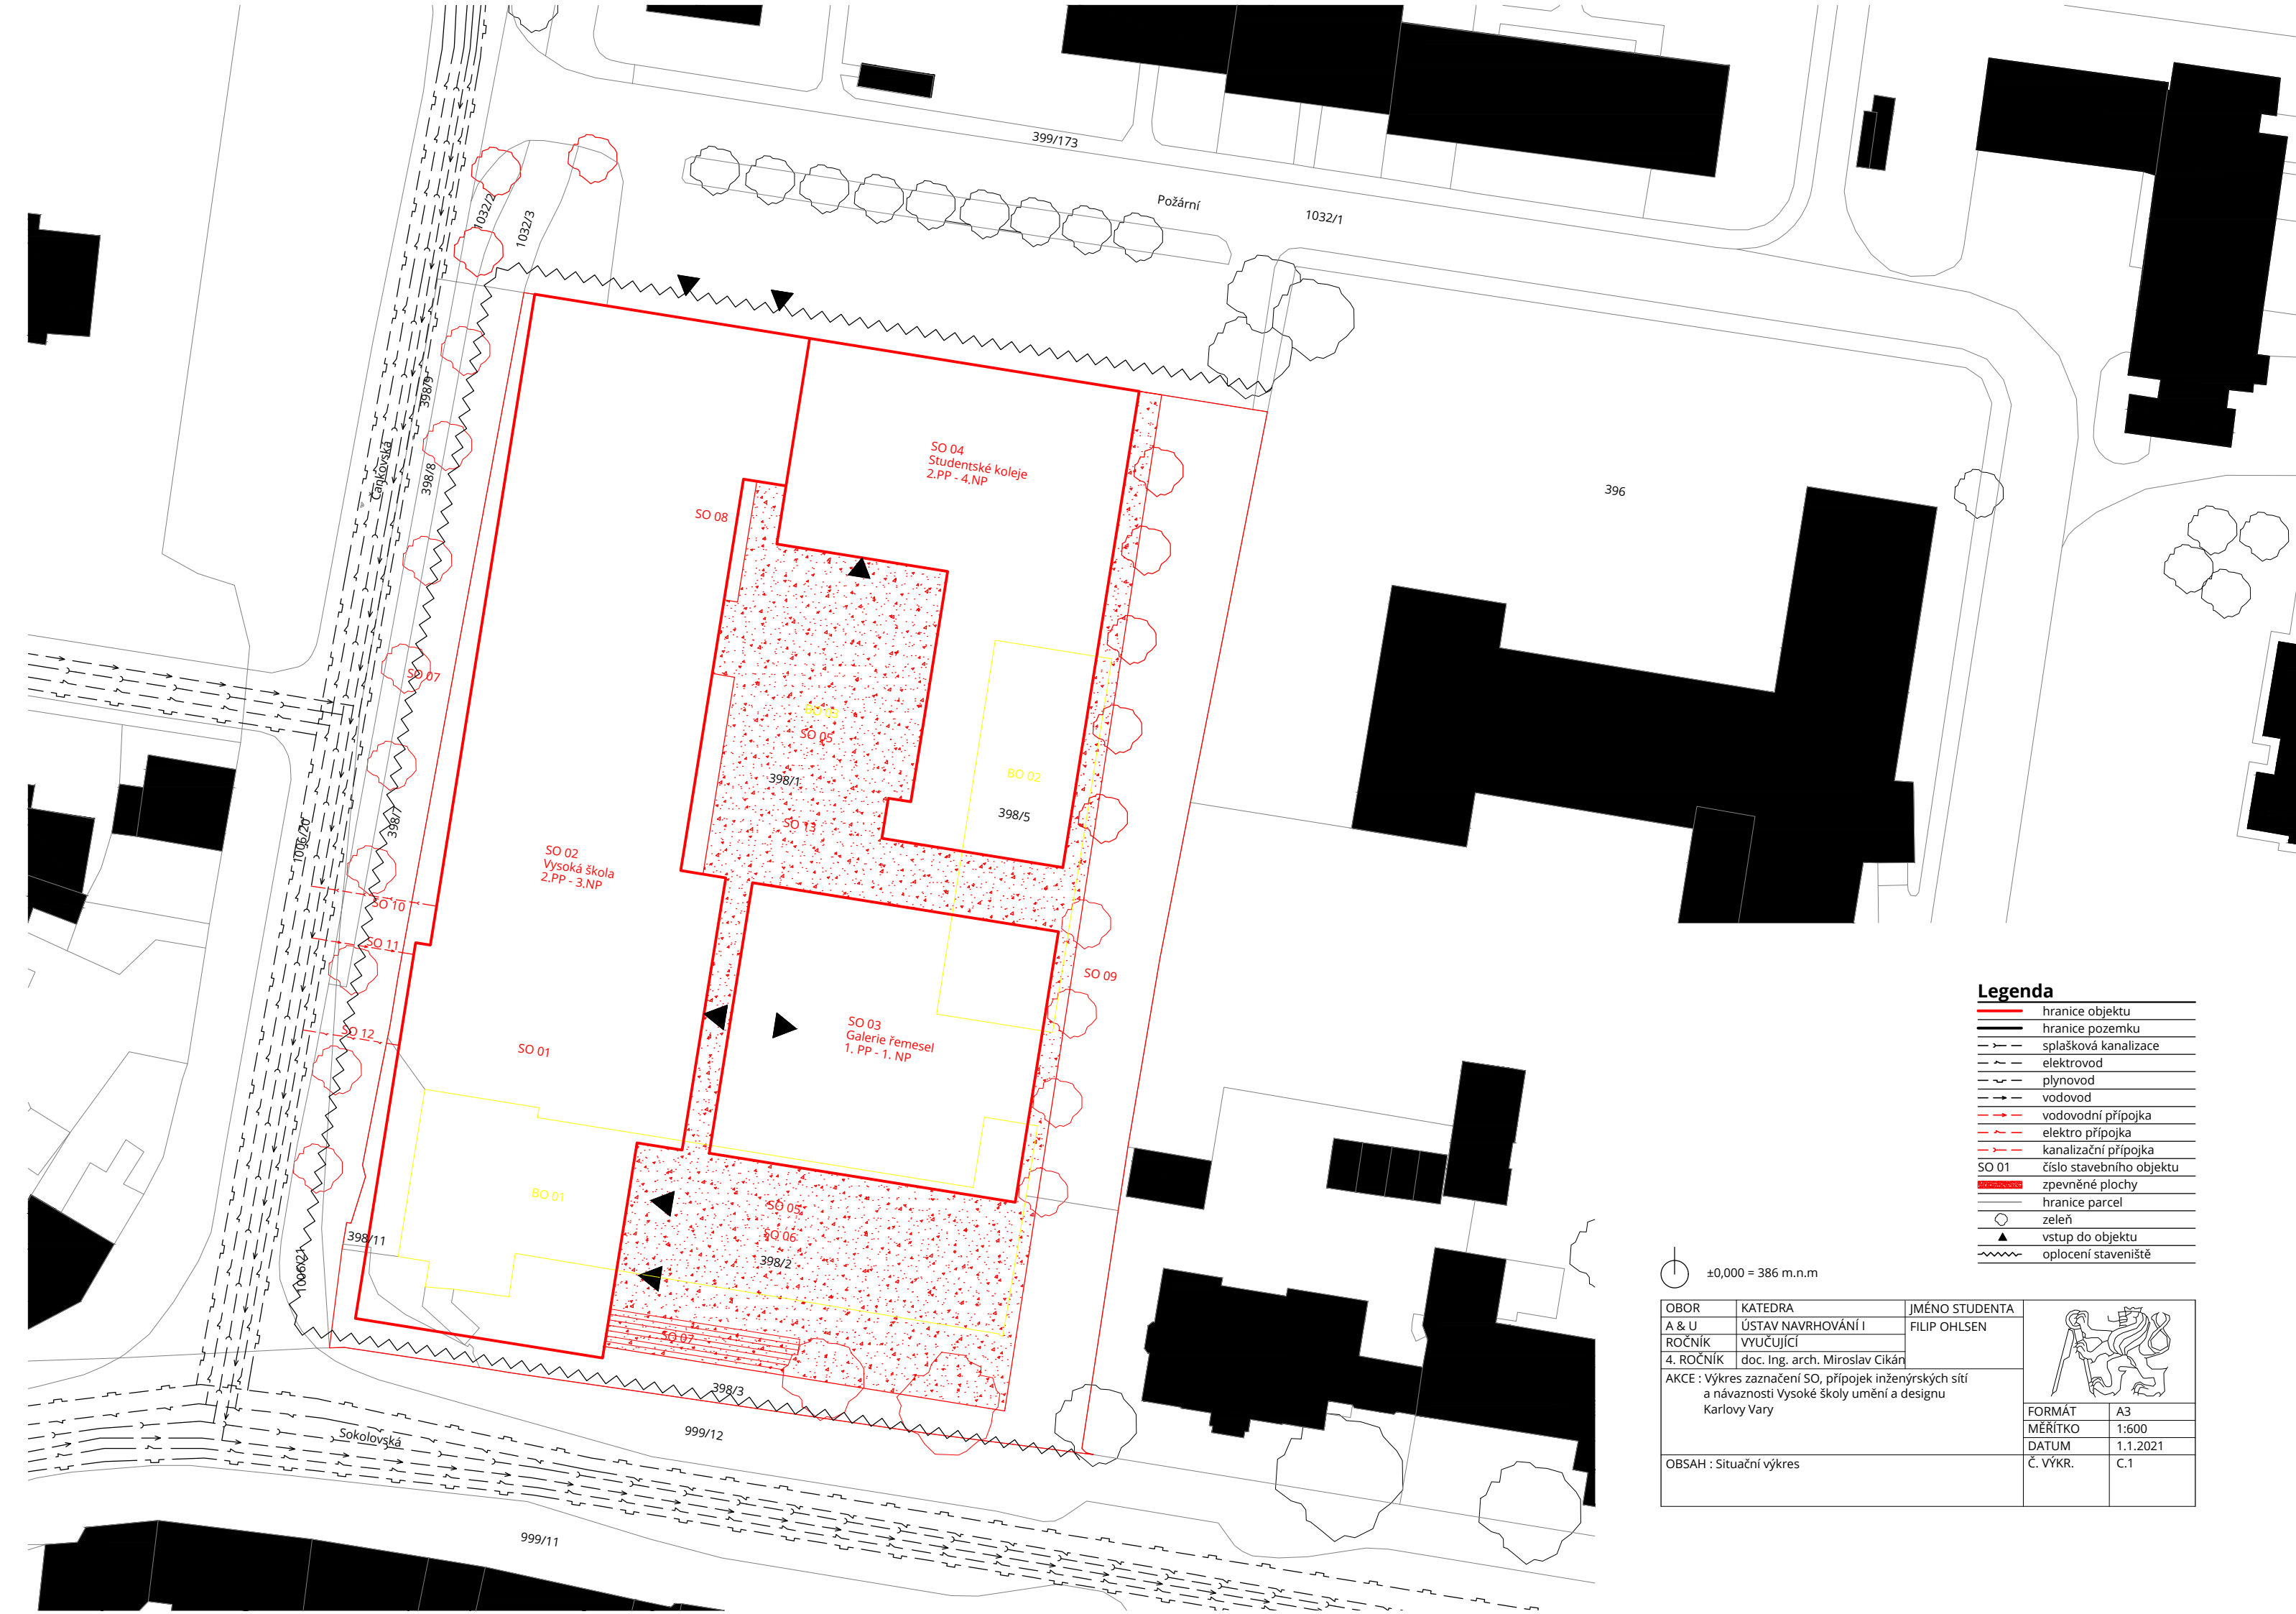 399/173
Požární
1032/1
1032/2
1032/3
398/9
Čankovská
398/8
SO 04
Studentské koleje
2.PP - 4.NP
396
SO 08
SO 07
SO 05
BO 02
398/1
398/5
SO 13
398/7
1006/20
SO 02
Vysoká škola
2.PP - 3.NP
SO 10
SO 11
SO 09
SO 12
SO 01
SO 03
Galerie řemesel
1. PP - 1. NP
BO 01
SO 05
SO 06
398/2
398/11
1006/21
SO 07
398/3
999/12
Sokolovská
999/11
Legenda
hranice objektu
hranice pozemku
splašková kanalizace
elektrovod
plynovod
vodovod
vodovodní přípojka
elektro přípojka
kanalizační přípojka
SO 01 číslo stavebního objektu
zpevněné plochy
hranice parcel
zeleň
vstup do objektu
oplocení staveniště
±0,000 = 386 m.n.m
OBOR KATEDRA JMÉNO STUDENTA
A & U ÚSTAV NAVRHOVÁNÍ I FILIP OHLSEN
ROČNÍK VYUČUJÍCÍ
4. ROČNÍK doc. Ing. arch. Miroslav Cikán
AKCE : Výkres zaznačení SO, přípojek inženýrských sítí
a návaznosti Vysoké školy umění a designu
Karlovy Vary
FORMÁT A3
MĚŘÍTKO 1:600
DATUM 1.1.2021
OBSAH : Situační výkres
Č. VÝKR. C.1